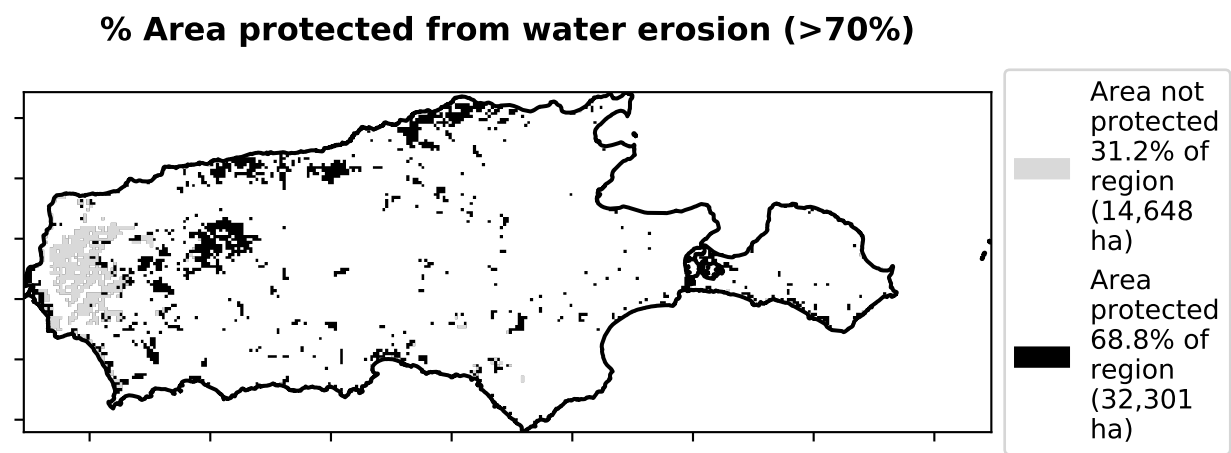 % Area protected from water erosion (>70%)
Area not
protected
31.2% of
region
(14,648
ha)
Area
protected
68.8% of
region
(32,301
ha)